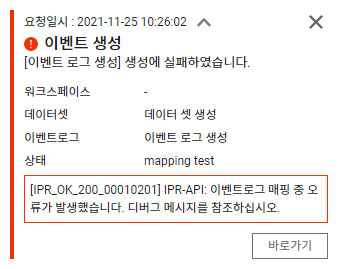 요청일시 : 2021-11-25 10:26:02
이벤트 생성
[이벤트 로그 생성] 생성에 실패하였습니다.
워크스페이스 -
데이터셋 데이터 셋 생성
이벤트로그 이벤트 로그 생성
상태 mapping test
[IPR_OK_200_00010201] IPR-API: 이벤트로그 매핑 중 오
류가 발생했습니다. 디버그 메시지를 참조하십시오.
바로가기